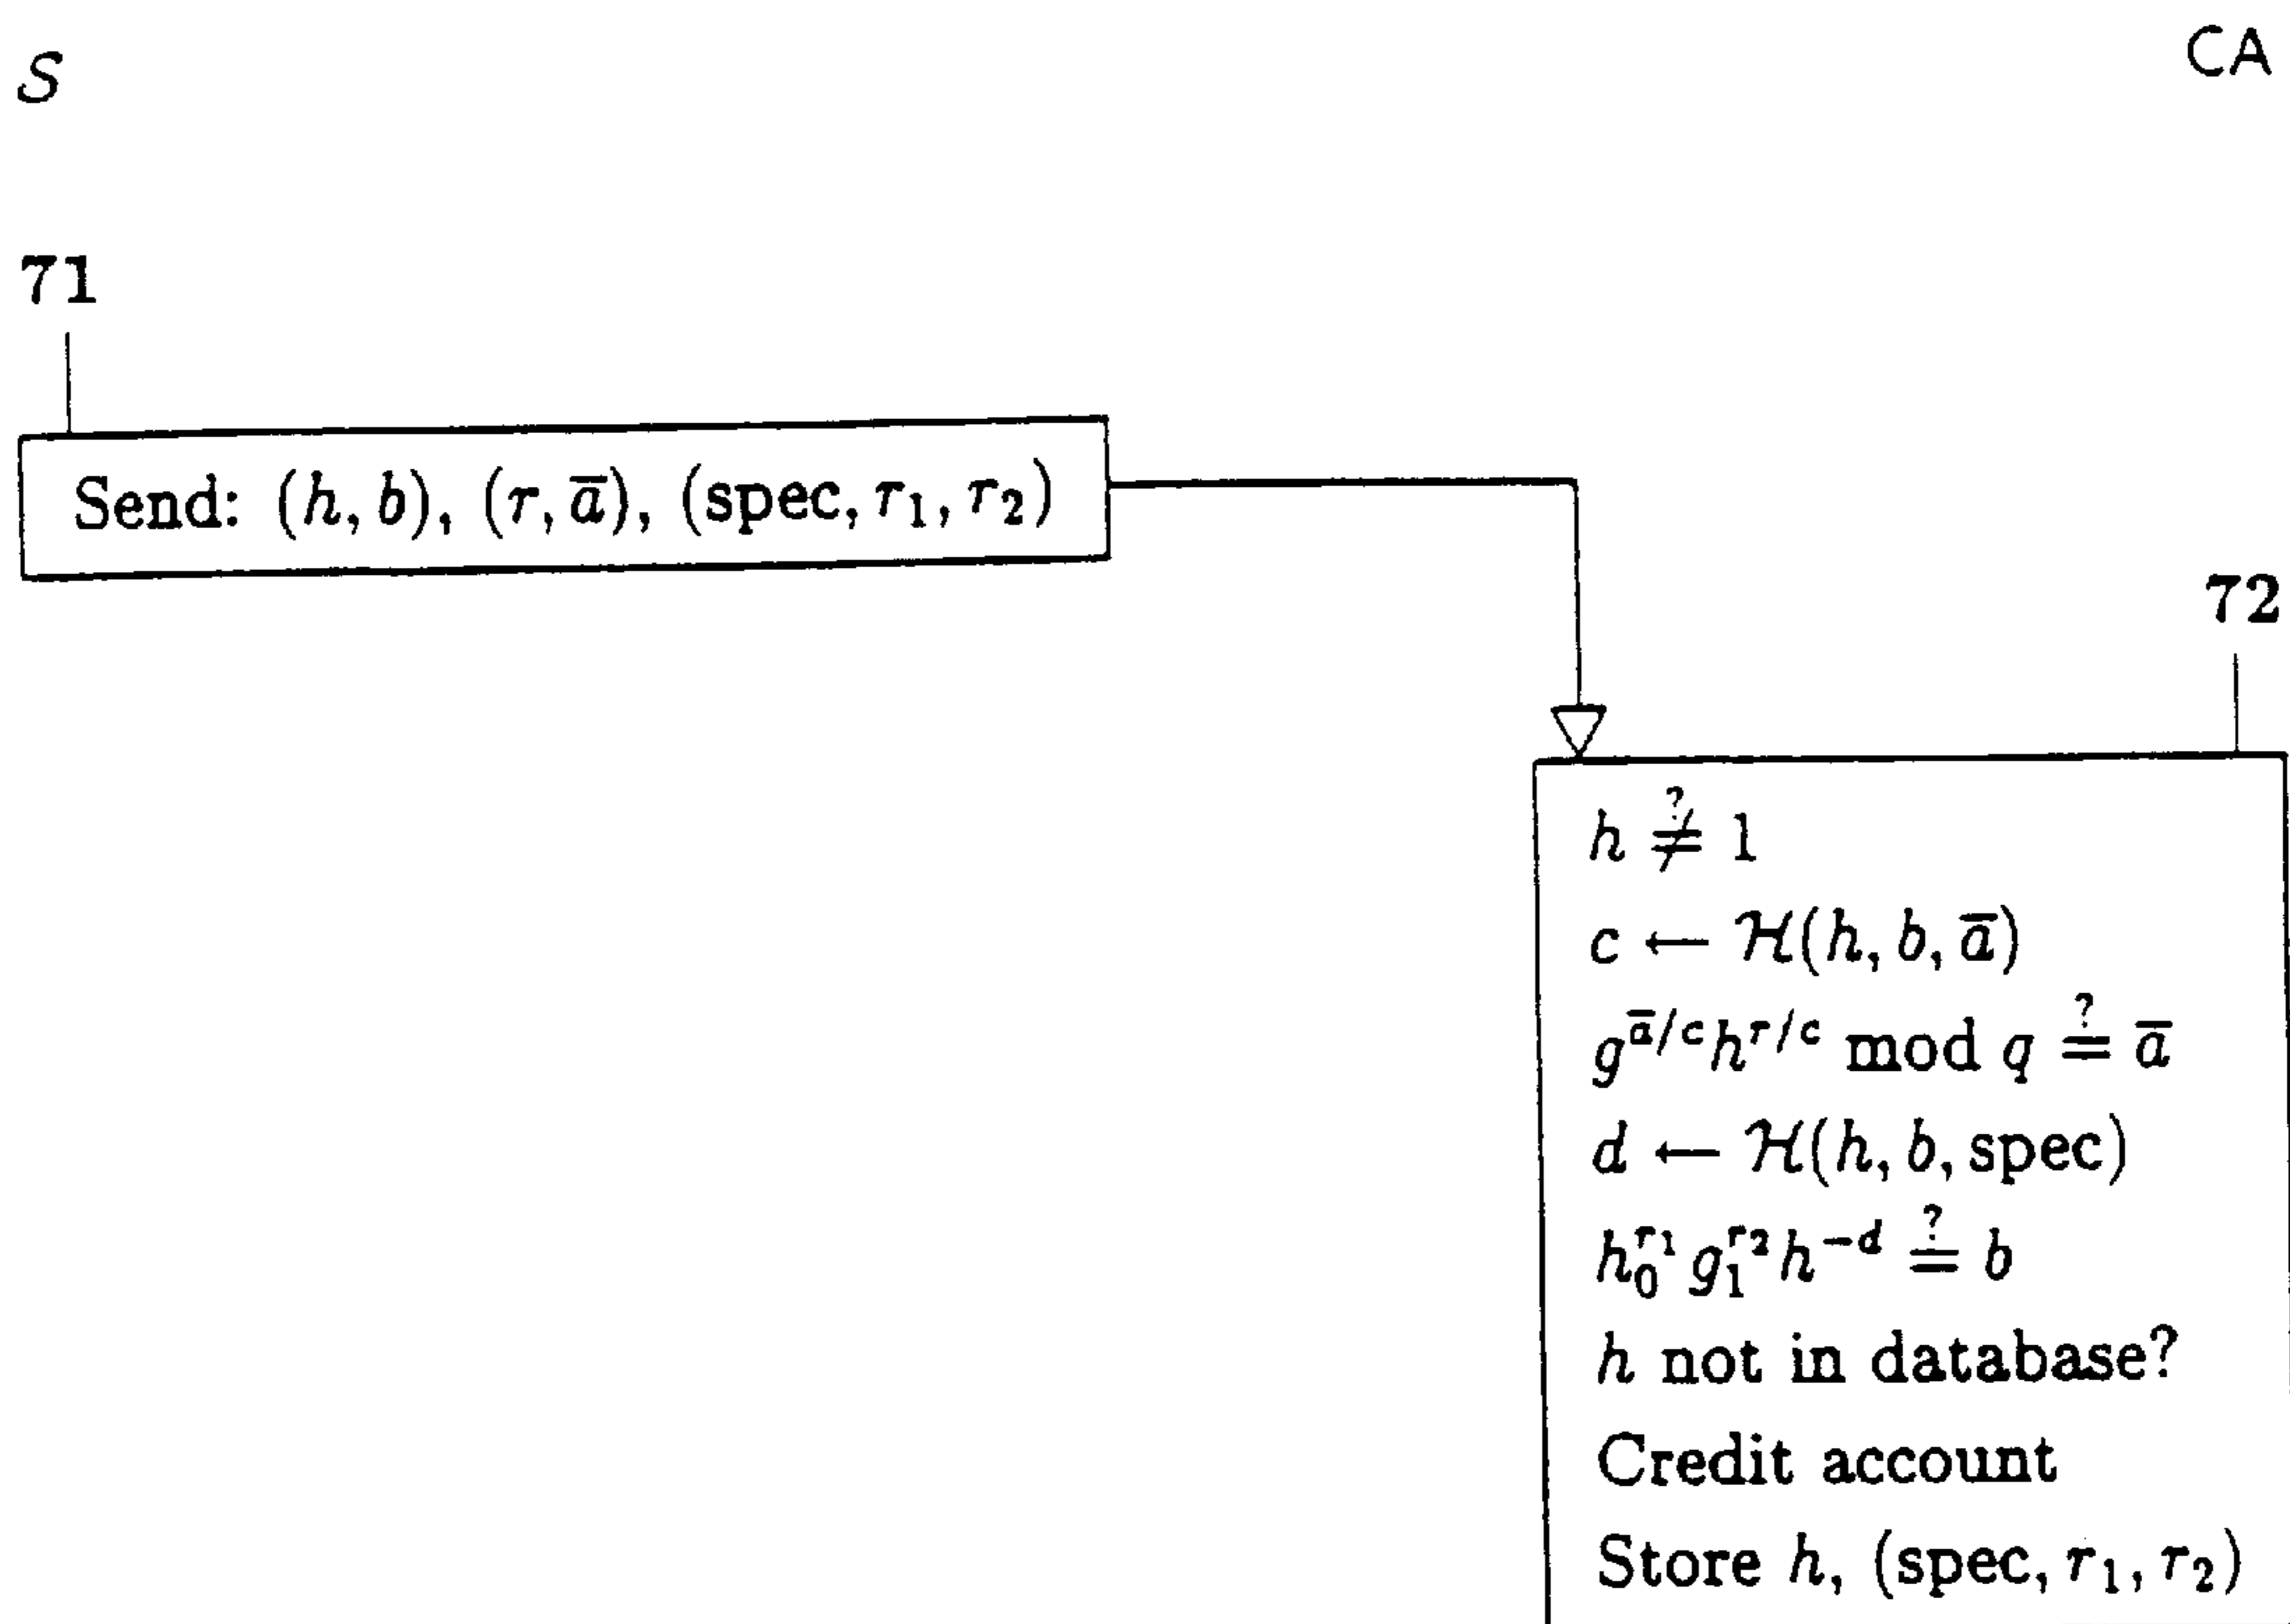 S
CA
71
Send: (h, b), (r, a̅), (spec, r₁, r₂)
72
h ≠? 1
c ← ℋ(h, b, a̅)
g^{a̅/c}h^{r/c} mod q ≟ a̅
d ← ℋ(h, b, spec)
h₀^{r₁} g₁^{r₂} h^{−d} ≟ b
h not in database?
Credit account
Store h, (spec, r₁, r₂)